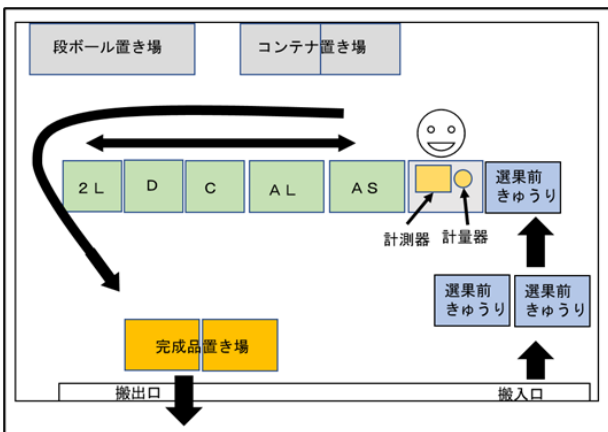 段ボール置き場
コンテナ置き場
2L
D
C
AL
AS
選果前
きゅうり
計測器
計量器
選果前
きゅうり
選果前
きゅうり
完成品置き場
搬出口
搬入口